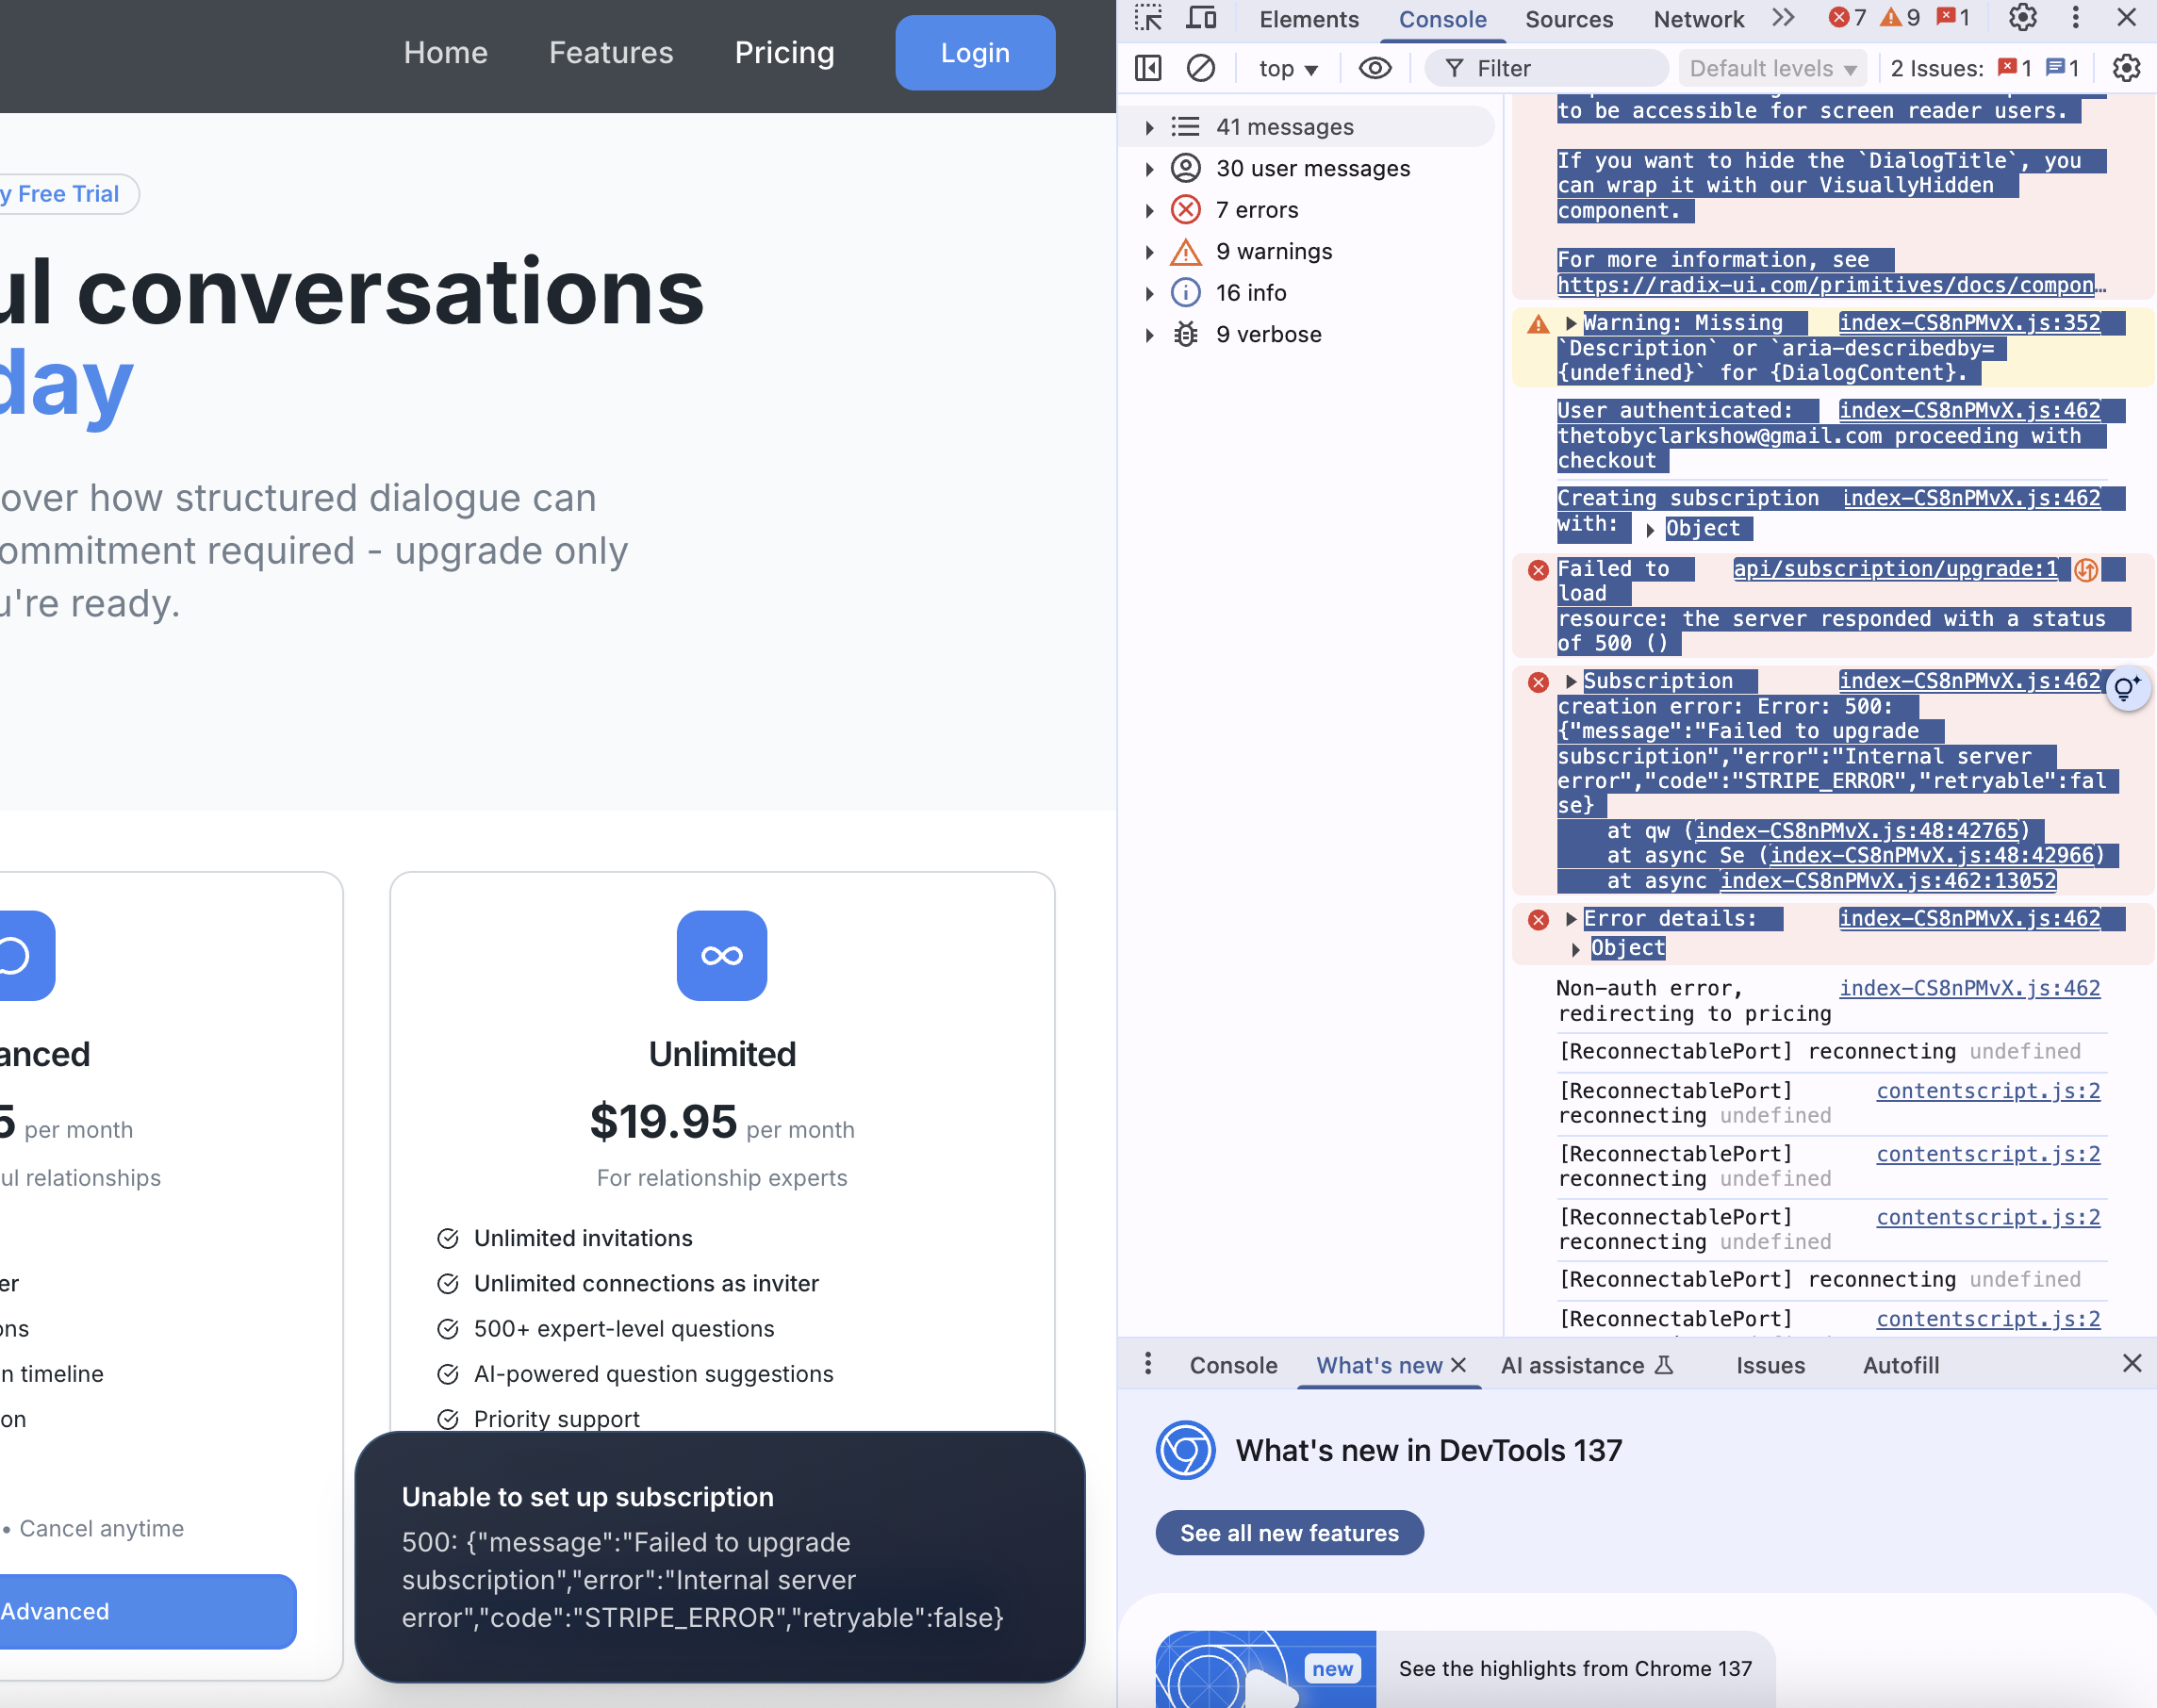 Home Features Pricing Login
y Free Trial
ul conversations
day
over how structured dialogue can
ommitment required - upgrade only
u're ready.
anced
5 per month
ul relationships
er
ons
n timeline
on
• Cancel anytime
Advanced
Unlimited
$19.95 per month
For relationship experts
Unlimited invitations
Unlimited connections as inviter
500+ expert-level questions
AI-powered question suggestions
Priority support
Unable to set up subscription
500: {"message":"Failed to upgrade
subscription","error":"Internal server
error","code":"STRIPE_ERROR","retryable":false}
Elements Console Sources Network 7 9 1
top Filter Default levels 2 Issues: 1 1
41 messages
30 user messages
7 errors
9 warnings
16 info
9 verbose
to be accessible for screen reader users.
If you want to hide the `DialogTitle`, you
can wrap it with our VisuallyHidden
component.
For more information, see
https://radix-ui.com/primitives/docs/compon…
Warning: Missing index-CS8nPMvX.js:352
`Description` or `aria-describedby=
{undefined}` for {DialogContent}.
User authenticated: index-CS8nPMvX.js:462
thetobyclarkshow@gmail.com proceeding with
checkout
Creating subscription index-CS8nPMvX.js:462
with: Object
Failed to api/subscription/upgrade:1
load
resource: the server responded with a status
of 500 ()
Subscription index-CS8nPMvX.js:462
creation error: Error: 500:
{"message":"Failed to upgrade
subscription","error":"Internal server
error","code":"STRIPE_ERROR","retryable":fal
se}
at qw (index-CS8nPMvX.js:48:42765)
at async Se (index-CS8nPMvX.js:48:42966)
at async index-CS8nPMvX.js:462:13052
Error details: index-CS8nPMvX.js:462
Object
Non-auth error, index-CS8nPMvX.js:462
redirecting to pricing
[ReconnectablePort] reconnecting undefined
[ReconnectablePort] contentscript.js:2
reconnecting undefined
[ReconnectablePort] contentscript.js:2
reconnecting undefined
[ReconnectablePort] contentscript.js:2
reconnecting undefined
[ReconnectablePort] reconnecting undefined
[ReconnectablePort] contentscript.js:2
Console What's new AI assistance Issues Autofill
What's new in DevTools 137
See all new features
new
See the highlights from Chrome 137